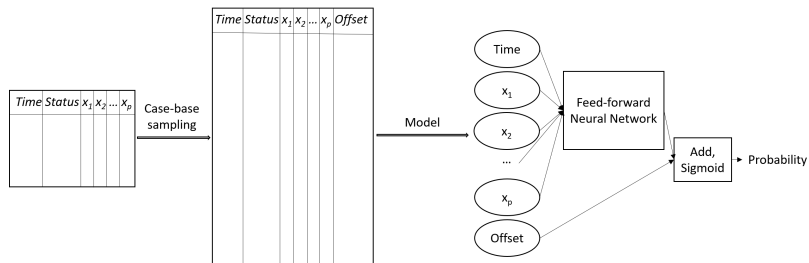 Time Status x1 x2 ... xp
Case-base
sampling
Time Status x1 x2 ... xp Offset
Model
Time
x1
x2
...
xp
Offset
Feed-forward
Neural Network
Add,
Sigmoid
Probability